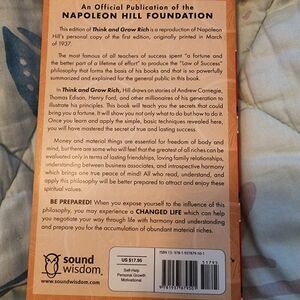 An Official Publication of the
NAPOLEON HILL FOUNDATION
This edition of Think and Grow Rich is a reproduction of Napoleon
Hill's personal copy of the first edition, originally printed in March
of 1937.
The most famous of all teachers of success spent "a fortune and
the better part of a lifetime of effort" to produce the "Law of Success"
philosophy that forms the basis of his books and that is so powerfully
summarized and explained for the general public in this book.
In Think and Grow Rich, Hill draws on stories of Andrew Carnegie,
Thomas Edison, Henry Ford, and other millionaires of his generation to
illustrate his principles. This book will teach you the secrets that could
bring you a fortune. It will show you not only what to do but how to do it.
Once you learn and apply the simple, basic techniques revealed here,
you will have mastered the secret of true and lasting success.
Money and material things are essential for freedom of body and
mind, but there are some who will feel that the greatest of all riches can be
evaluated only in terms of lasting friendships, loving family relationships,
understanding between business associates, and introspective harmony
which brings one true peace of mind! All who read, understand, and
apply this philosophy will be better prepared to attract and enjoy these
spiritual values.
BE PREPARED! When you expose yourself to the influence of this
philosophy, you may experience a CHANGED LIFE which can help
you negotiate your way through life with harmony and understanding
and prepare you for the accumulation of abundant material riches.
sound
wisdom
www.soundwisdom.com
US $17.95
Self-Help
Personal Growth
Motivational
ISBN 13: 978-1-937879-50-1
51795
9 781937 879501